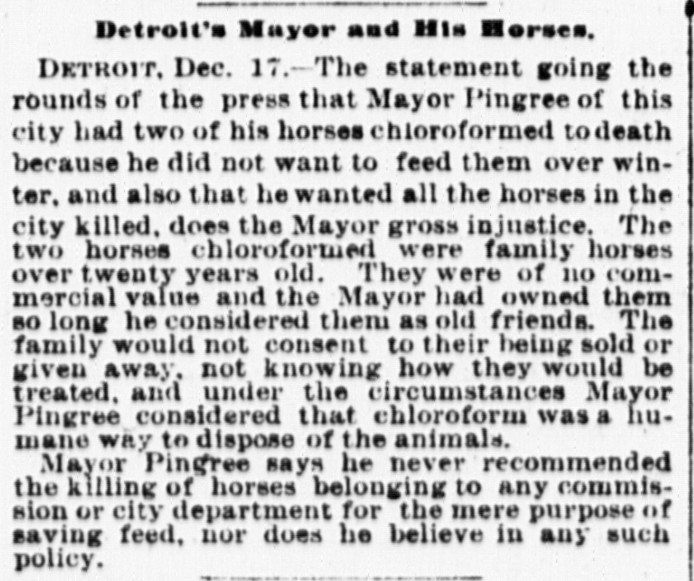 Detroit's Mayor and His Horses.
DETROIT, Dec. 17.—The statement going the
rounds of the press that Mayor Pingree of this
city had two of his horses chloroformed to death
because he did not want to feed them over win-
ter, and also that he wanted all the horses in the
city killed, does the Mayor gross injustice. The
two horses chloroformed were family horses
over twenty years old. They were of no com-
mercial value and the Mayor had owned them
so long he considered them as old friends. The
family would not consent to their being sold or
given away, not knowing how they would be
treated, and under the circumstances Mayor
Pingree considered that chloroform was a hu-
mane way to dispose of the animals.
Mayor Pingree says he never recommended
the killing of horses belonging to any commis-
sion or city department for the mere purpose of
saving feed, nor does he believe in any such
policy.